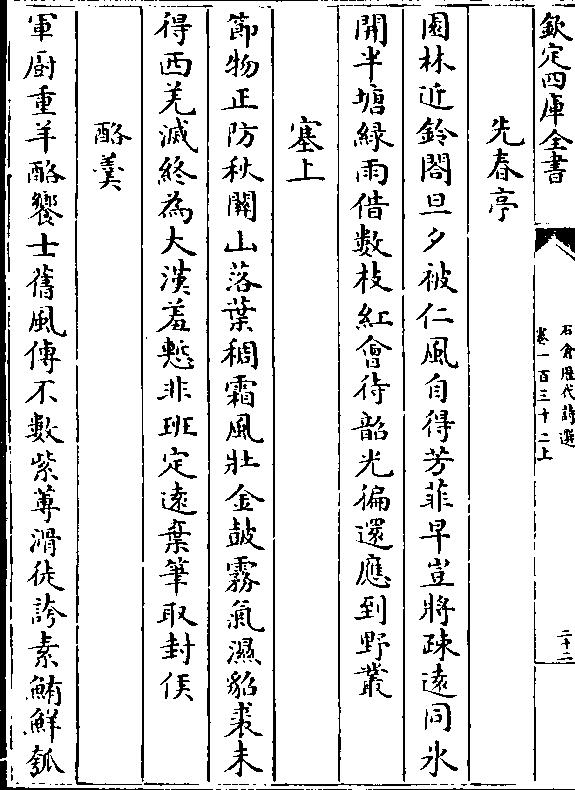 欽定四庫全書
石倉歷代詩選
卷一百三十二上
二十二
先春亭
園林近鈴閣旦夕被仁風自得芳菲早豈將疎遠同氷
開半塘緑雨借數枝紅會待韶光徧還應到野叢
塞上
節物正防秋關山落葉稠霜風壯金鼓霧氣濕貂裘未
得西羌滅終為大漢羞慙非班定遠棄筆取封侯
酪羹
軍廚重羊酪饗士舊風傳不數紫蓴滑徒誇素鮪鮮瓠